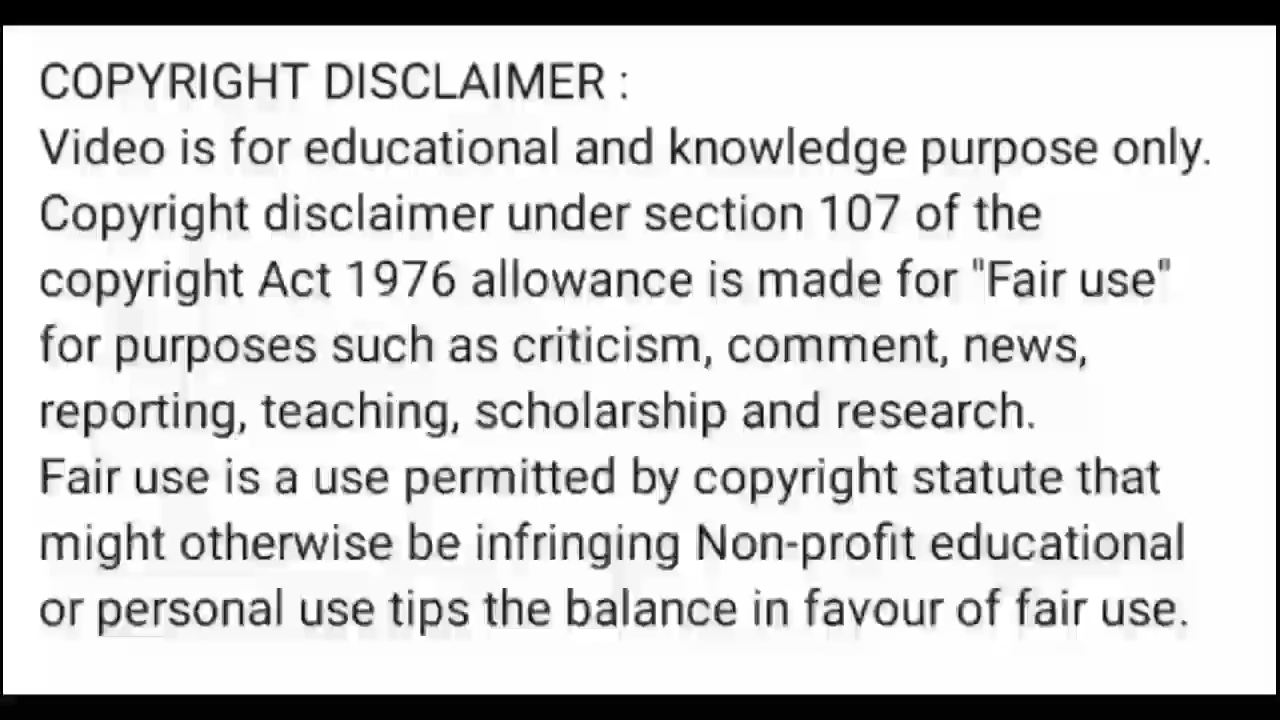 COPYRIGHT DISCLAIMER :
Video is for educational and knowledge purpose only.
Copyright disclaimer under section 107 of the
copyright Act 1976 allowance is made for "Fair use"
for purposes such as criticism, comment, news,
reporting, teaching, scholarship and research.
Fair use is a use permitted by copyright statute that
might otherwise be infringing Non-profit educational
or personal use tips the balance in favour of fair use.